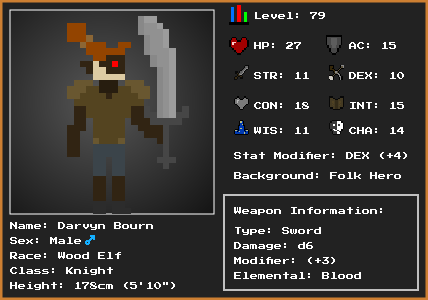 Level: 79
HP: 27
AC: 15
STR: 11
DEX: 10
CON: 18
INT: 15
WIS: 11
CHA: 14
Stat Modifier: DEX (+4)
Background: Folk Hero
Name: Darvyn Bourn
Sex: Male ♂
Race: Wood Elf
Class: Knight
Height: 178cm (5'10")
Weapon Information:
Type: Sword
Damage: d6
Modifier: (+3)
Elemental: Blood